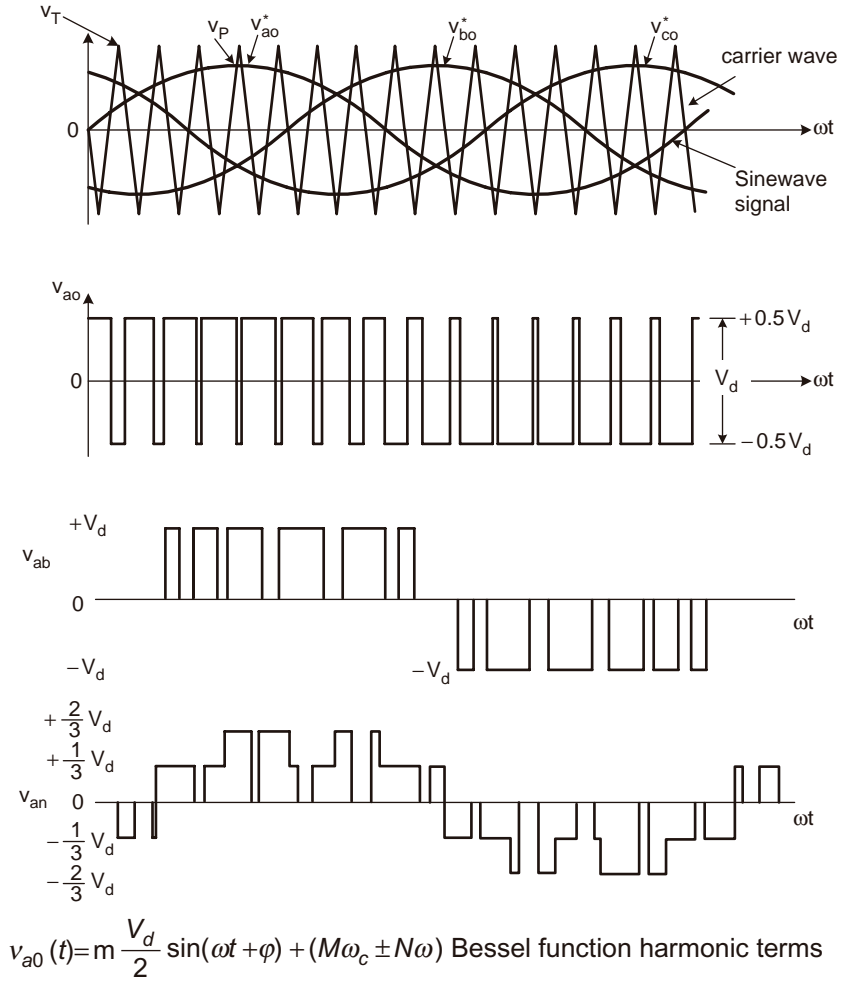 v_T
v_P
v*_ao
v*_bo
v*_co
carrier wave
0
ωt
Sinewave
signal
v_ao
+0.5V_d
0
V_d
ωt
−0.5V_d
+V_d
v_ab
0
ωt
−V_d
−V_d
+2/3 V_d
+1/3 V_d
v_an
0
ωt
−1/3 V_d
−2/3 V_d
v_a0 (t)=m V_d/2 sin(ωt+φ)+(Mω_c±Nω) Bessel function harmonic terms